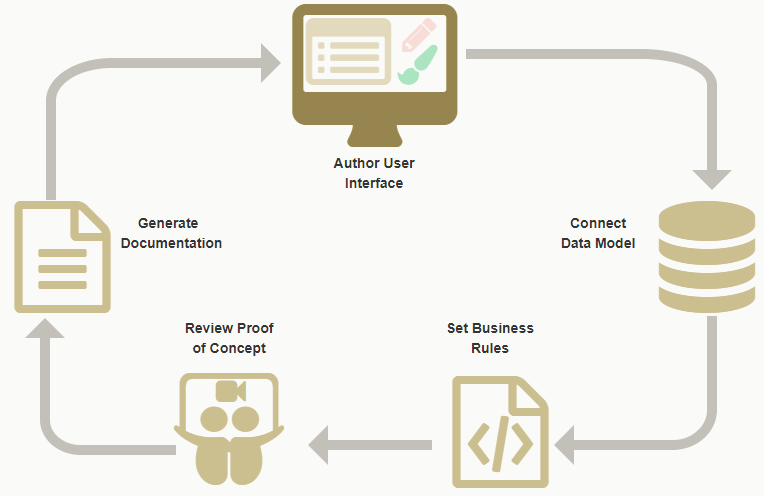 Author User
Interface
Generate
Documentation
Connect
Data Model
Review Proof
of Concept
Set Business
Rules